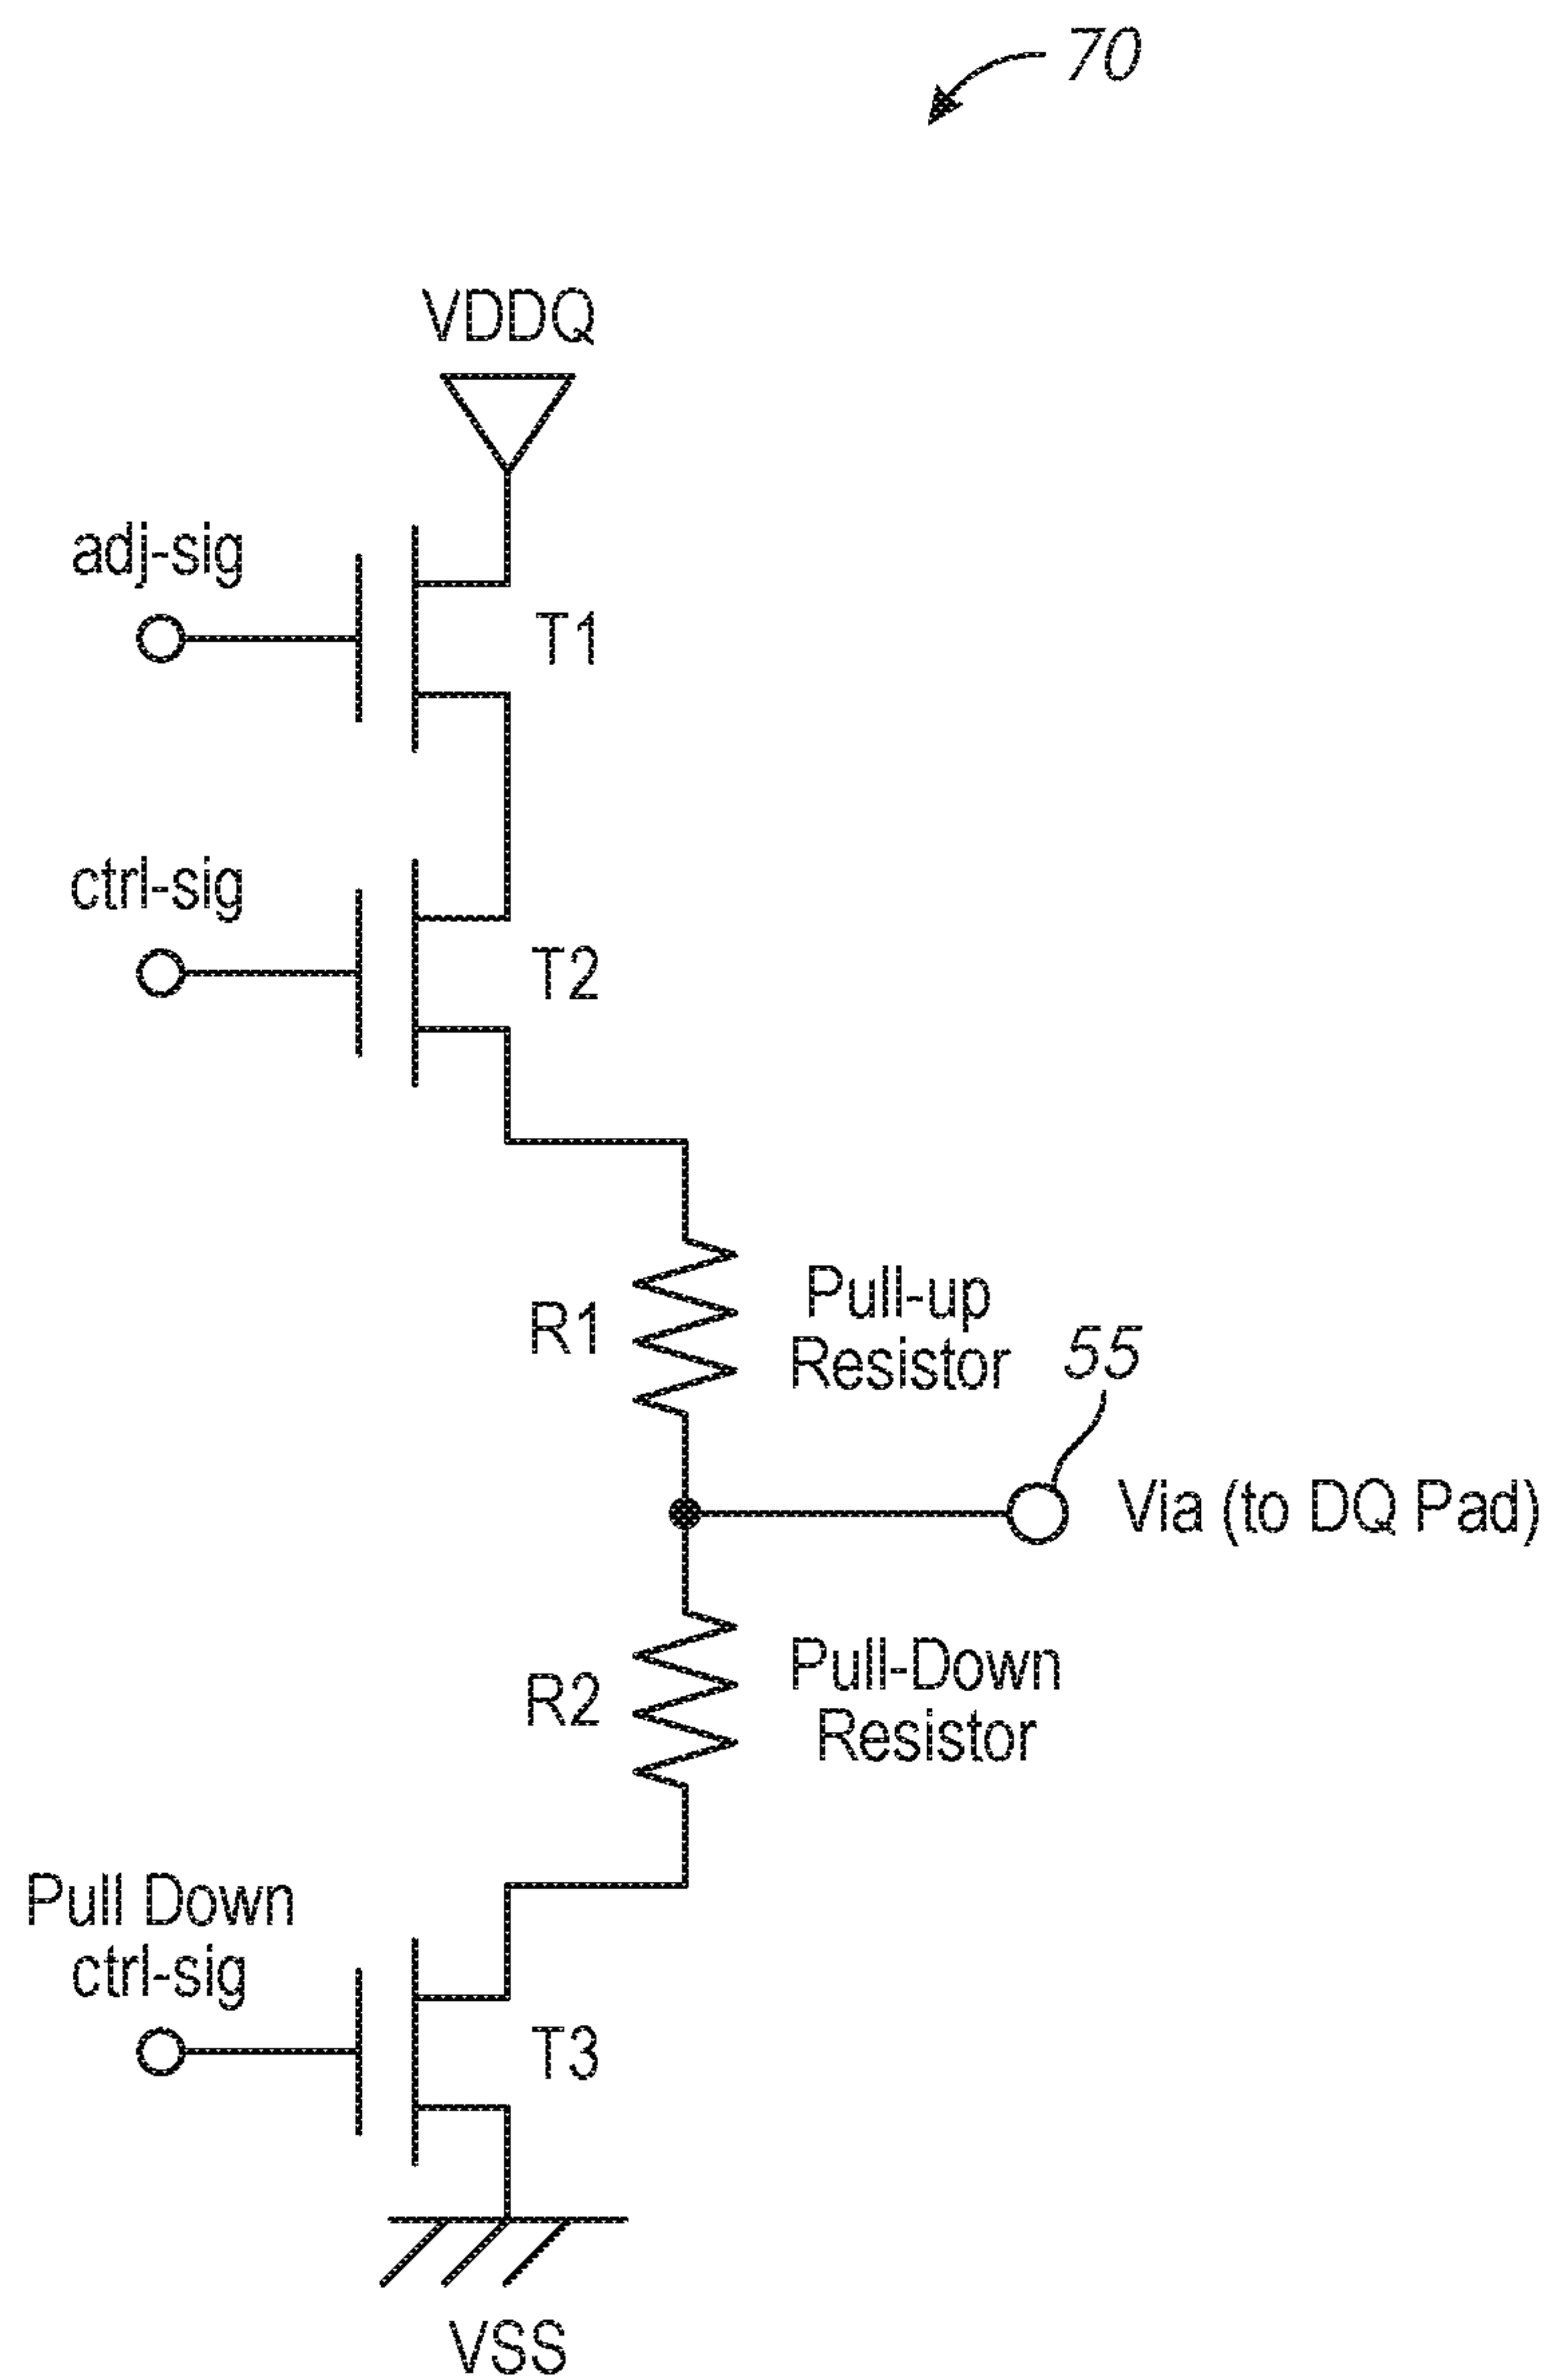 70
VDDQ
adj-sig
T1
ctrl-sig
T2
R1
Pull-up
Resistor
55
Via (to DQ Pad)
R2
Pull-Down
Resistor
Pull Down
ctrl-sig
T3
VSS